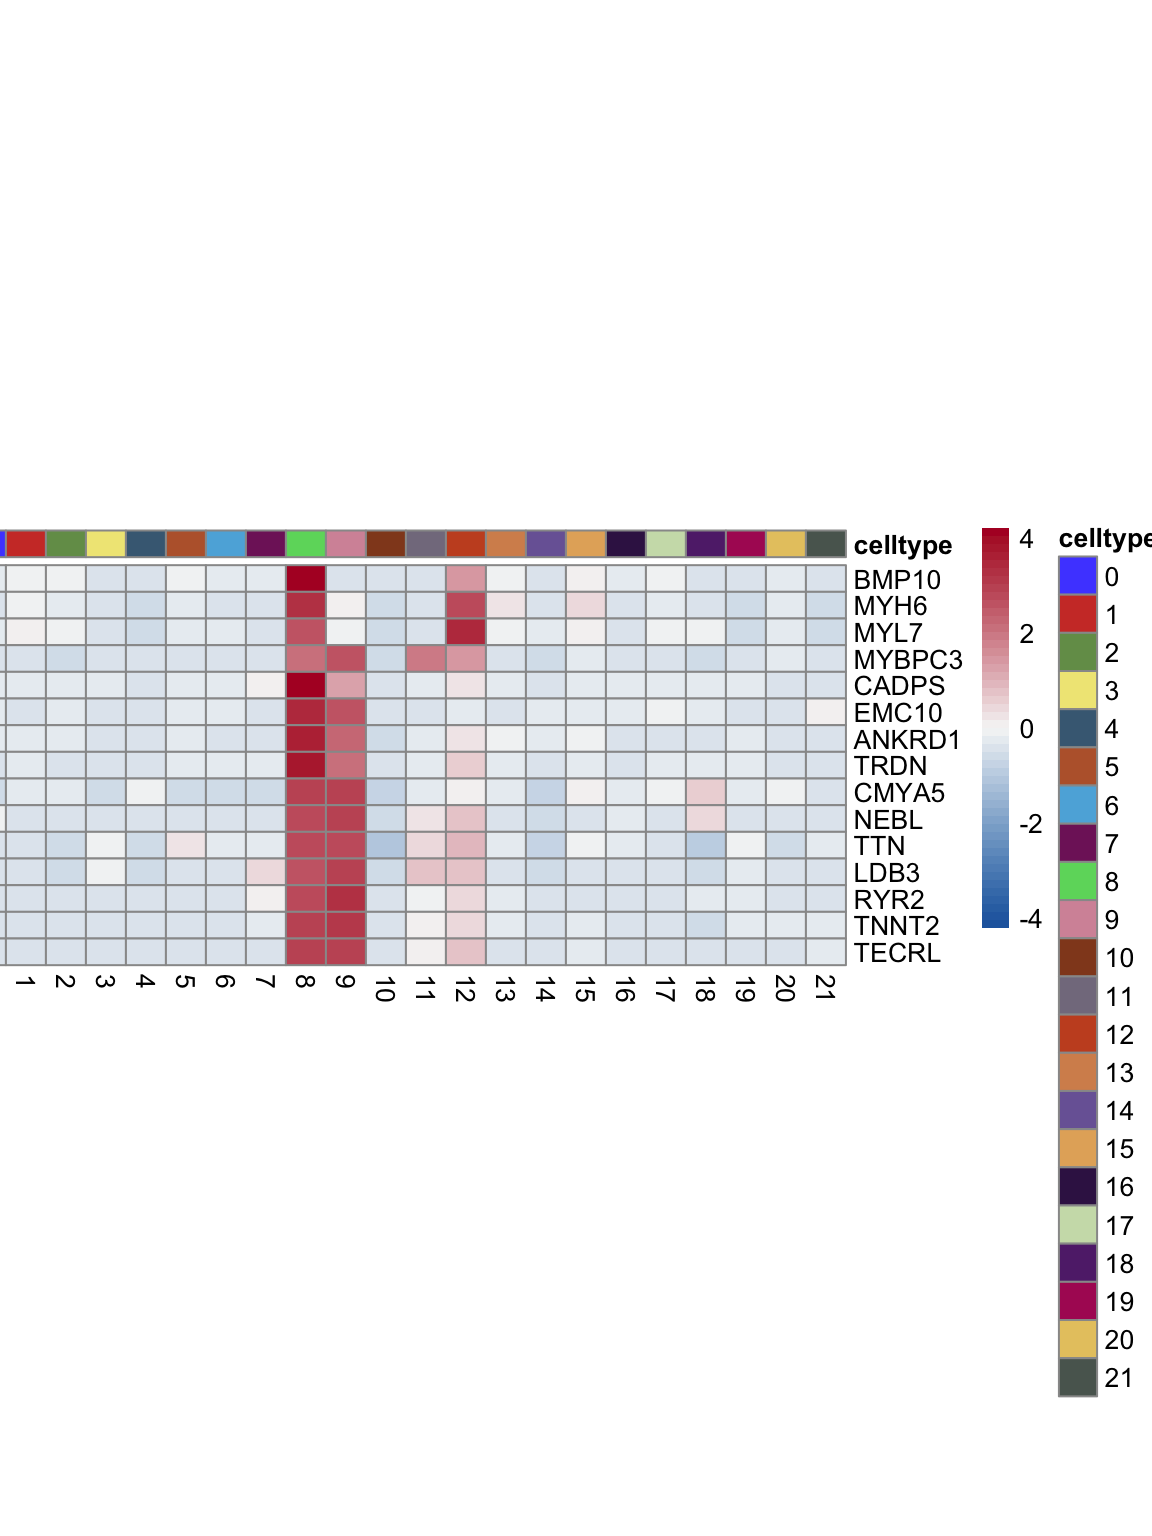 celltype
BMP10
MYH6
MYL7
MYBPC3
CADPS
EMC10
ANKRD1
TRDN
CMYA5
NEBL
TTN
LDB3
RYR2
TNNT2
TECRL
1 2 3 4 5 6 7 8 9 10 11 12 13 14 15 16 17 18 19 20 21
4
2
0
-2
-4
celltype
0
1
2
3
4
5
6
7
8
9
10
11
12
13
14
15
16
17
18
19
20
21